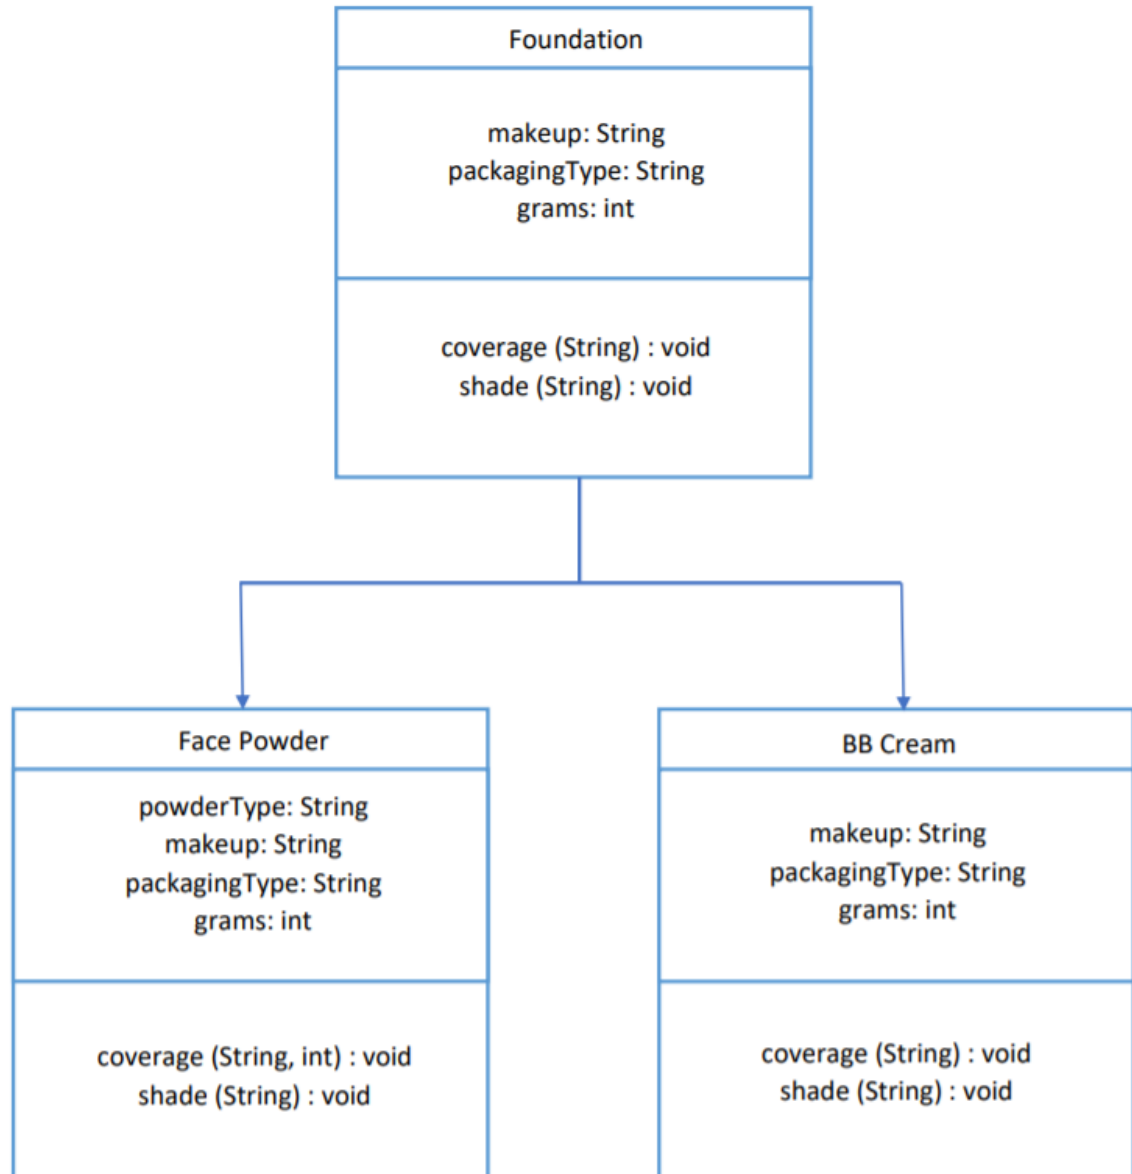 Foundation
makeup: String
packagingType: String
grams: int
coverage (String) : void
shade (String) : void
Face Powder
powderType: String
makeup: String
packagingType: String
grams: int
coverage (String, int) : void
shade (String) : void
BB Cream
makeup: String
packagingType: String
grams: int
coverage (String) : void
shade (String) : void